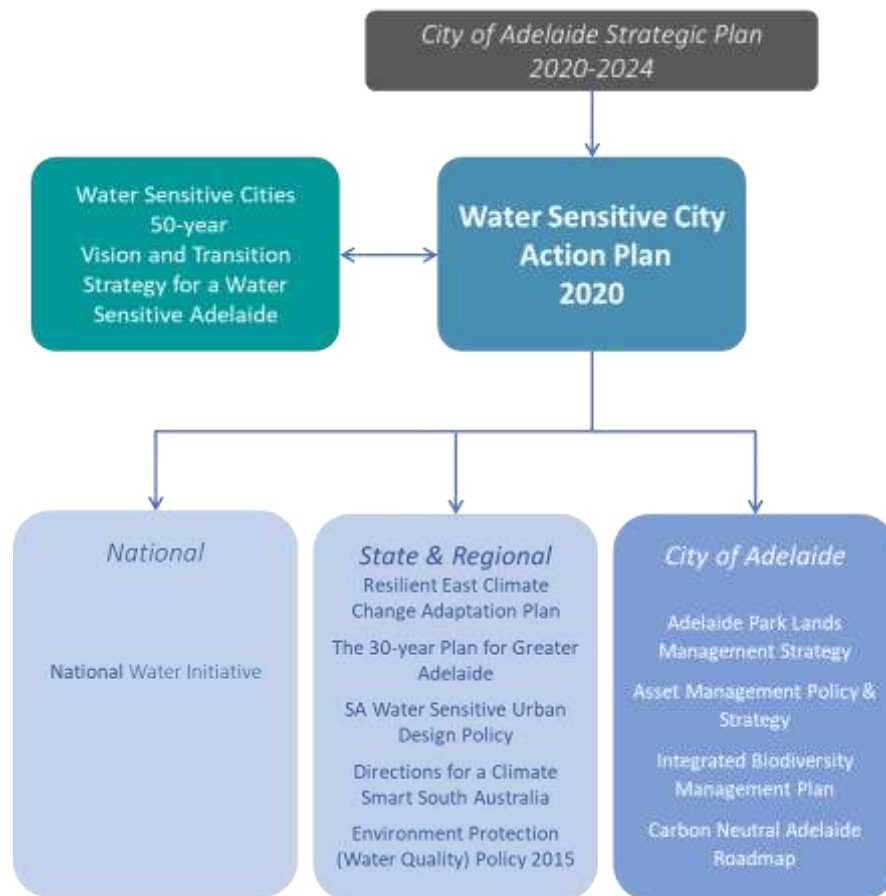 City of Adelaide Strategic Plan
2020-2024
Water Sensitive Cities
50-year
Vision and Transition
Strategy for a Water
Sensitive Adelaide
Water Sensitive City
Action Plan
2020
National
National Water Initiative
State & Regional
Resilient East Climate
Change Adaptation Plan
The 30-year Plan for Greater
Adelaide
SA Water Sensitive Urban
Design Policy
Directions for a Climate
Smart South Australia
Environment Protection
(Water Quality) Policy 2015
City of Adelaide
Adelaide Park Lands
Management Strategy
Asset Management Policy &
Strategy
Integrated Biodiversity
Management Plan
Carbon Neutral Adelaide
Roadmap